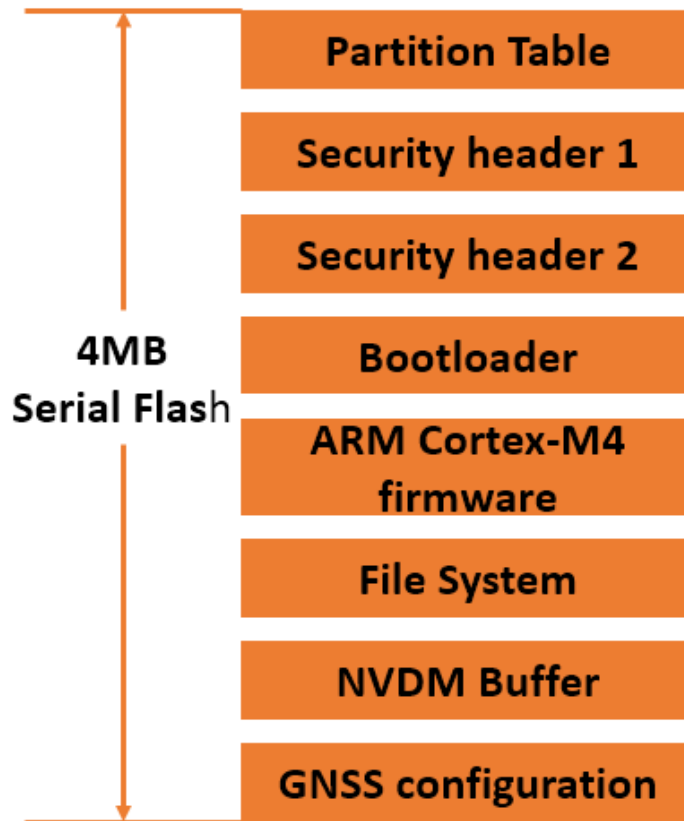 Partition Table
Security header 1
Security header 2
4MB
Serial Flash
Bootloader
ARM Cortex-M4
firmware
File System
NVDM Buffer
GNSS configuration